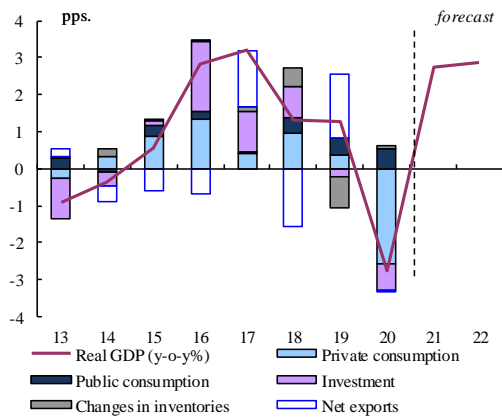 pps.
forecast
4
3
2
1
0
-1
-2
-3
-4
13 14 15 16 17 18 19 20 21 22
Real GDP (y-o-y%) Private consumption
Public consumption Investment
Changes in inventories Net exports